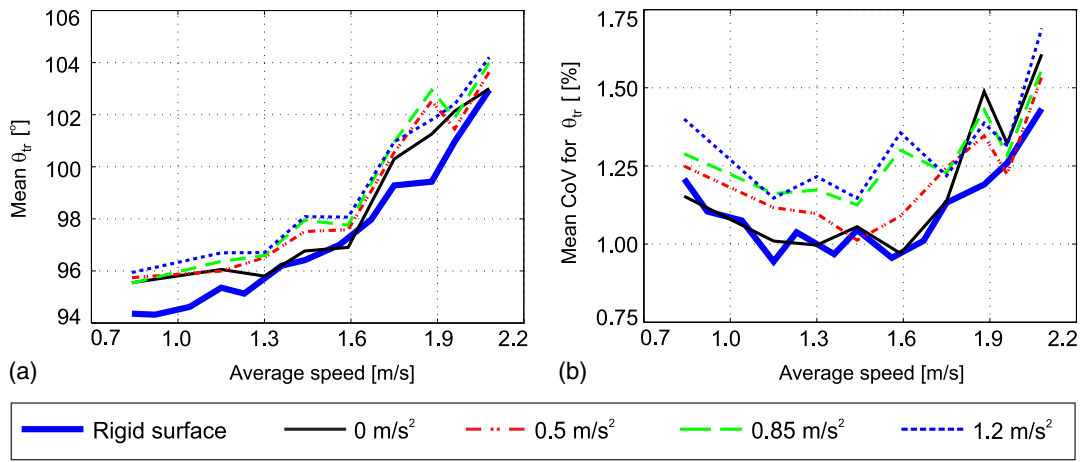 106
104
102
100
98
96
94
Mean θtr [°]
0.7 1.0 1.3 1.6 1.9 2.2
Average speed [m/s]
(a)
1.75
1.50
1.25
1.00
0.75
Mean CoV for θtr [ [%]
0.7 1.0 1.3 1.6 1.9 2.2
Average speed [m/s]
(b)
Rigid surface 0 m/s² 0.5 m/s² 0.85 m/s² 1.2 m/s²